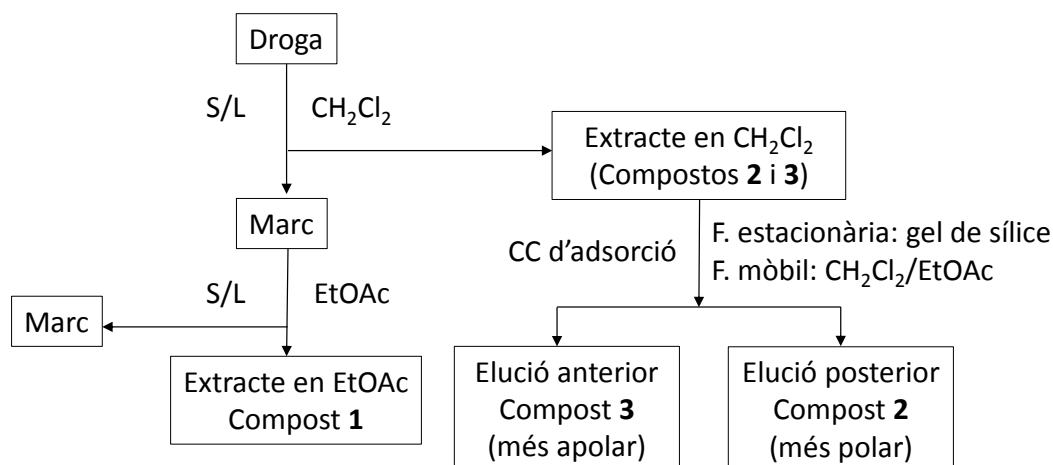 Droga
S/L
CH₂Cl₂
Extracte en CH₂Cl₂
(Compostos 2 i 3)
Marc
CC d'adsorció
F. estacionària: gel de sílice
F. mòbil: CH₂Cl₂/EtOAc
S/L
EtOAc
Marc
Extracte en EtOAc
Compost 1
Elució anterior
Compost 3
(més apolar)
Elució posterior
Compost 2
(més polar)